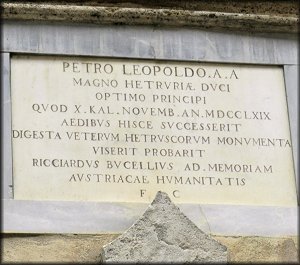 PETRO LEOPOLDO. A. A
MAGNO HETRVRIÆ DVCI
OPTIMO PRINCIPI
QVOD X. KAL. NOVEMB. AN. MDCCLXIX
AEDIBVS HISCE SVCCESSERIT
DIGESTA VETERVM HETRVSCORVM MONVMENTA
VISERIT PROBARIT
RICCIARDVS BVCELLIVS AD. MEMORIAM
AVSTRIACAE HVMANITATIS
F C